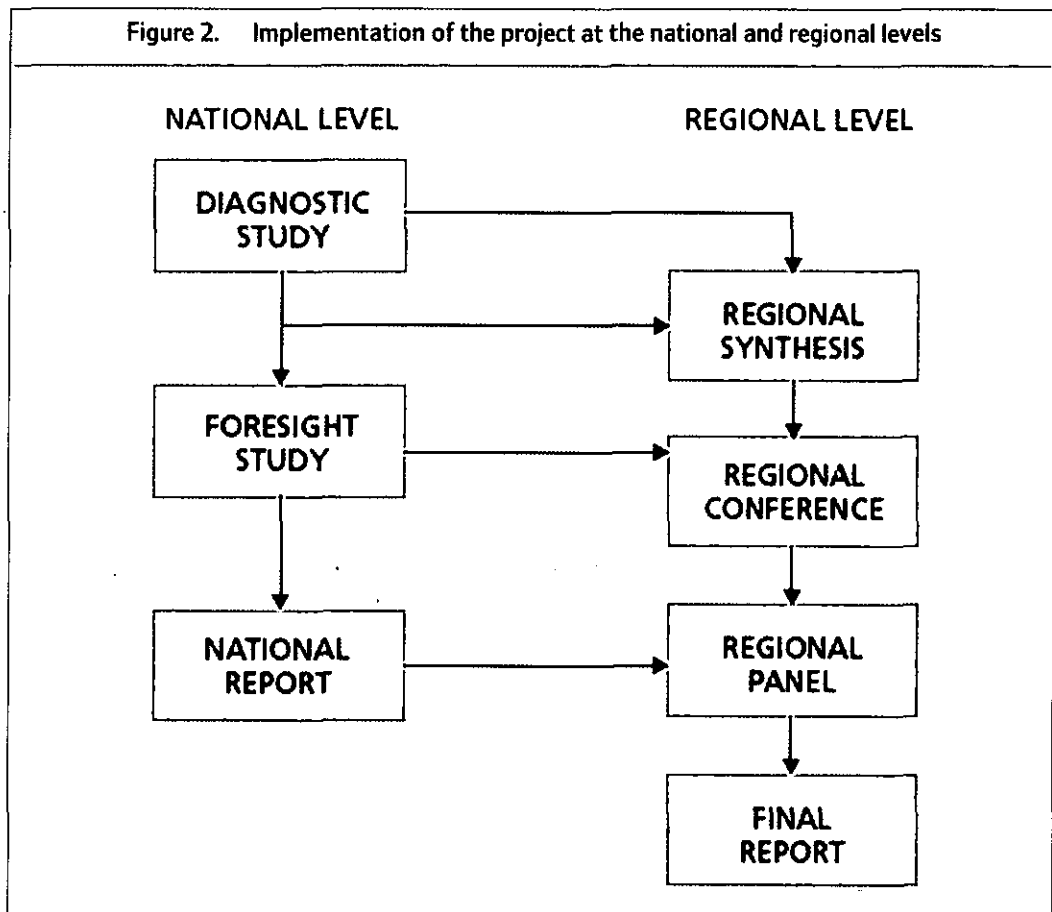 Figure 2. Implementation of the project at the national and regional levels
NATIONAL LEVEL
REGIONAL LEVEL
DIAGNOSTIC
STUDY
REGIONAL
SYNTHESIS
FORESIGHT
STUDY
REGIONAL
CONFERENCE
NATIONAL
REPORT
REGIONAL
PANEL
FINAL
REPORT